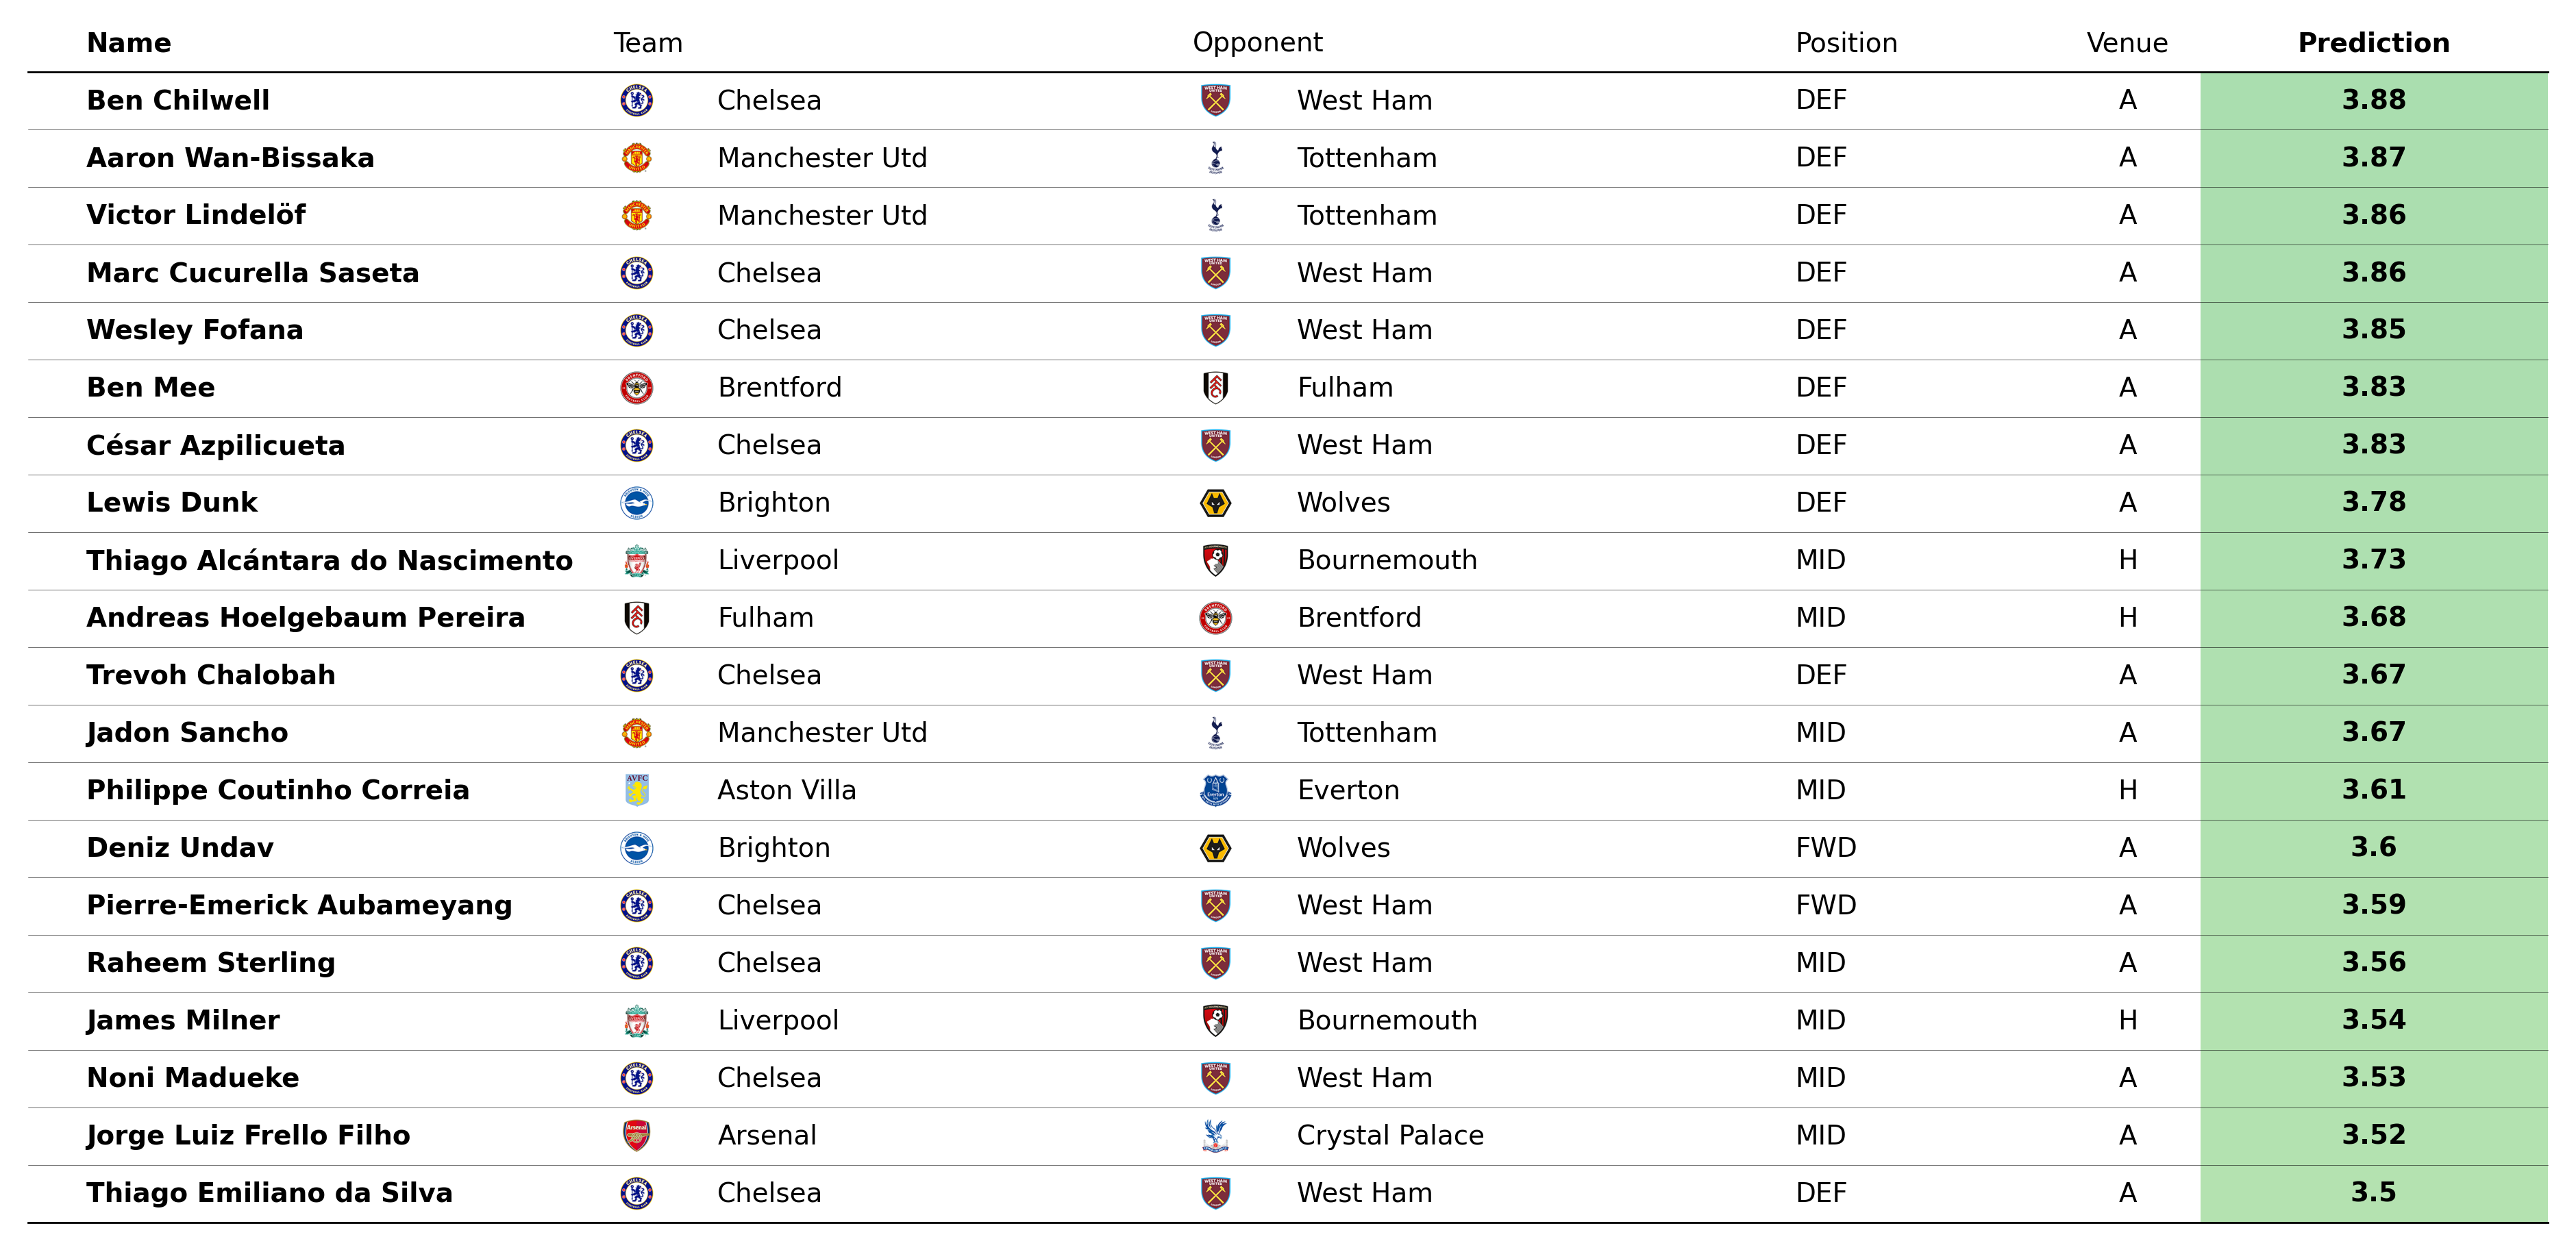 Name Team Opponent Position Venue Prediction
Ben Chilwell Chelsea West Ham DEF A 3.88
Aaron Wan-Bissaka Manchester Utd Tottenham DEF A 3.87
Victor Lindelöf Manchester Utd Tottenham DEF A 3.86
Marc Cucurella Saseta Chelsea West Ham DEF A 3.86
Wesley Fofana Chelsea West Ham DEF A 3.85
Ben Mee Brentford Fulham DEF A 3.83
César Azpilicueta Chelsea West Ham DEF A 3.83
Lewis Dunk Brighton Wolves DEF A 3.78
Thiago Alcántara do Nascimento Liverpool Bournemouth MID H 3.73
Andreas Hoelgebaum Pereira Fulham Brentford MID H 3.68
Trevoh Chalobah Chelsea West Ham DEF A 3.67
Jadon Sancho Manchester Utd Tottenham MID A 3.67
Philippe Coutinho Correia Aston Villa Everton MID H 3.61
Deniz Undav Brighton Wolves FWD A 3.6
Pierre-Emerick Aubameyang Chelsea West Ham FWD A 3.59
Raheem Sterling Chelsea West Ham MID A 3.56
James Milner Liverpool Bournemouth MID H 3.54
Noni Madueke Chelsea West Ham MID A 3.53
Jorge Luiz Frello Filho Arsenal Crystal Palace MID A 3.52
Thiago Emiliano da Silva Chelsea West Ham DEF A 3.5